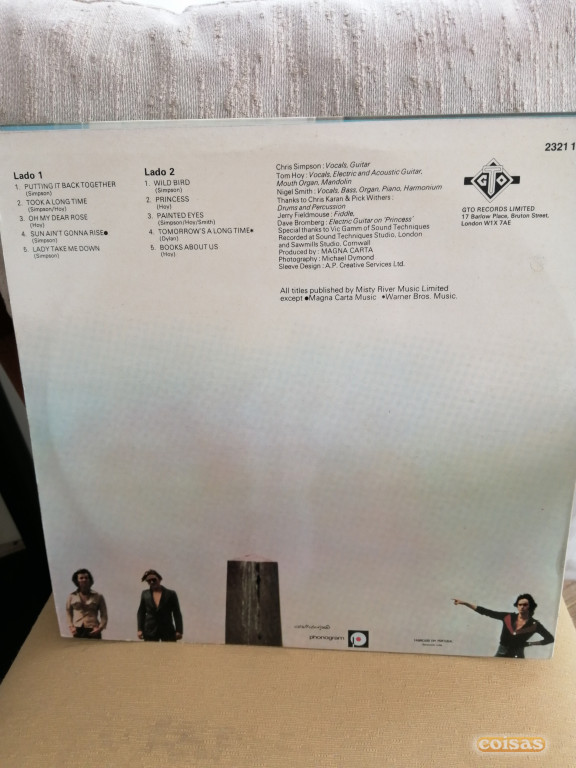 Lado 1
1. PUTTING IT BACK TOGETHER
(Simpson)
2. TOOK A LONG TIME
(Simpson/Hoy)
3. OH MY DEAR ROSE
(Hoy)
4. SUN AIN'T GONNA RISE●
(Simpson)
5. LADY TAKE ME DOWN
(Simpson)
Lado 2
1. WILD BIRD
(Simpson)
2. PRINCESS
(Hoy)
3. PAINTED EYES
(Simpson/Hoy/Smith)
4. TOMORROW'S A LONG TIME*
(Dylan)
5. BOOKS ABOUT US
(Hoy)
Chris Simpson: Vocals, Guitar
Tom Hoy: Vocals, Electric and Acoustic Guitar,
Mouth Organ, Mandolin
Nigel Smith: Vocals, Bass, Organ, Piano, Harmonium
Thanks to Chris Karan & Pick Withers:
Drums and Percussion
Jerry Fieldmouse: Fiddle,
Dave Bromberg: Electric Guitar on 'Princess'
Special thanks to Vic Gamm of Sound Techniques
Recorded at Sound Techniques Studio, London
and Sawmills Studio, Cornwall
Produced by: MAGNA CARTA
Photography: Michael Dymond
Sleeve Design: A.P. Creative Services Ltd.
All titles published by Misty River Music Limited
except ●Magna Carta Music *Warner Bros. Music.
2321 1
GTO
GTO RECORDS LIMITED
17 Barlow Place, Bruton Street,
London W1X 7AE
phonogram
coisas